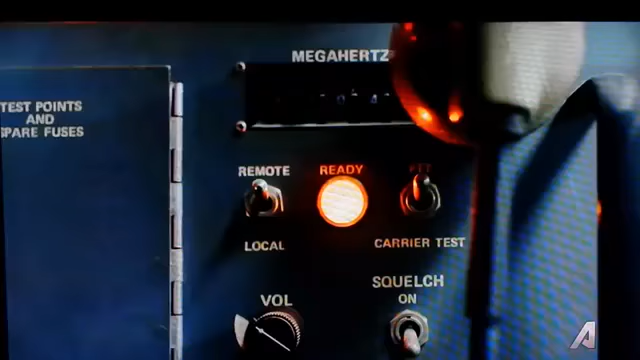 MEGAHERTZ
TEST POINTS
AND
SPARE FUSES
REMOTE
READY
LOCAL
CARRIER TEST
SQUELCH
ON
VOL
A